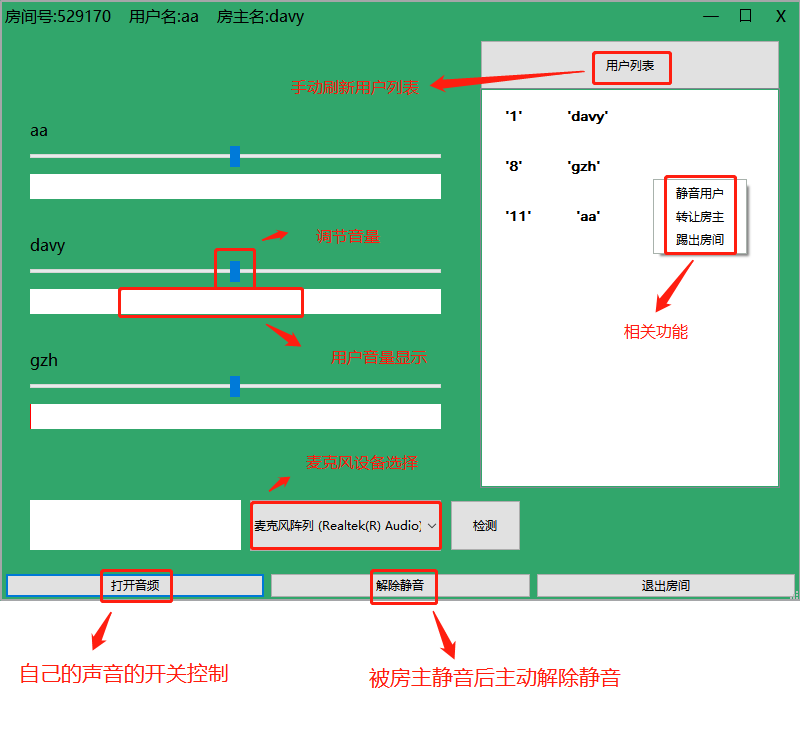 房间号:529170 用户名:aa 房主名:davy
— X
用户列表
手动刷新用户列表
'1' 'davy'
aa
'8' 'gzh'
静音用户
'11' 'aa'
转让房主
踢出房间
调节音量
davy
相关功能
用户音量显示
gzh
麦克风设备选择
麦克风阵列 (Realtek(R) Audio)
检测
打开音频
解除静音
退出房间
自己的声音的开关控制
被房主静音后主动解除静音